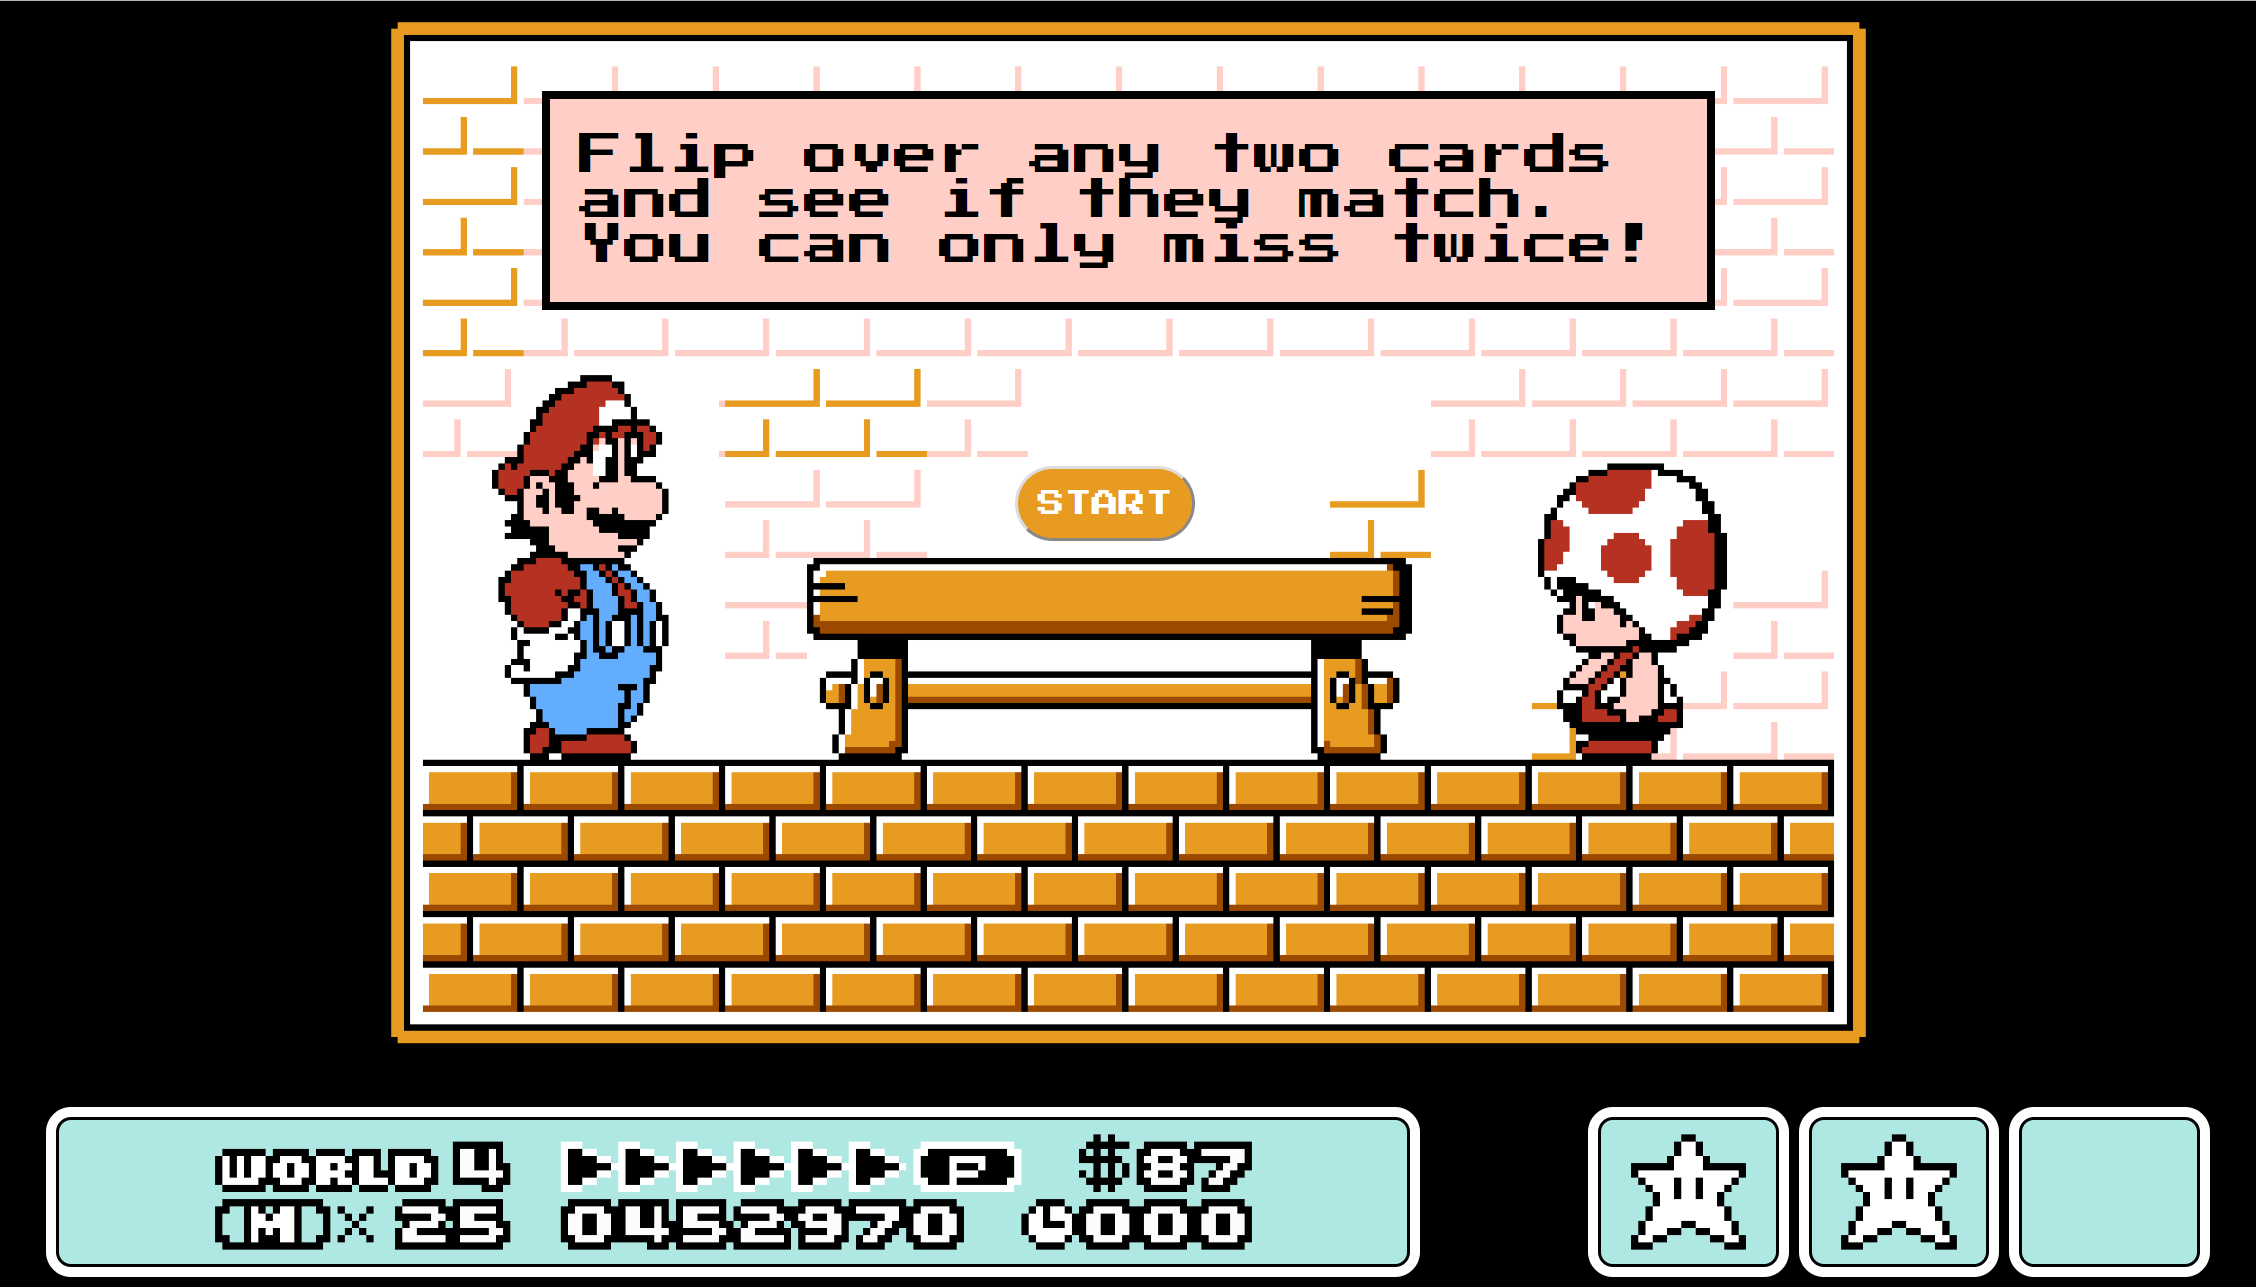 Flip over any two cards
and see if they match.
You can only miss twice!
START
WORLD 4 P $87
M × 25 0452970 000